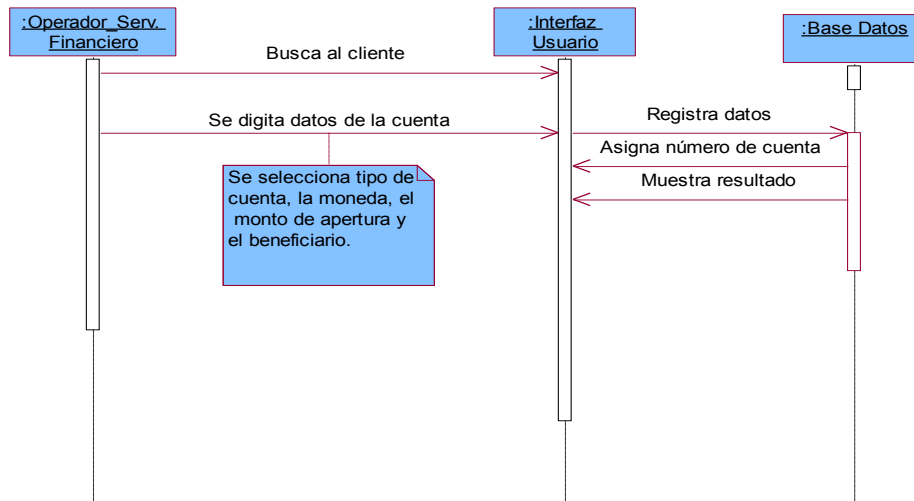 :Operador_Serv.
Financiero
:Interfaz
Usuario
:Base Datos
Busca al cliente
Se digita datos de la cuenta
Registra datos
Asigna número de cuenta
Muestra resultado
Se selecciona tipo de
cuenta, la moneda, el
monto de apertura y
el beneficiario.